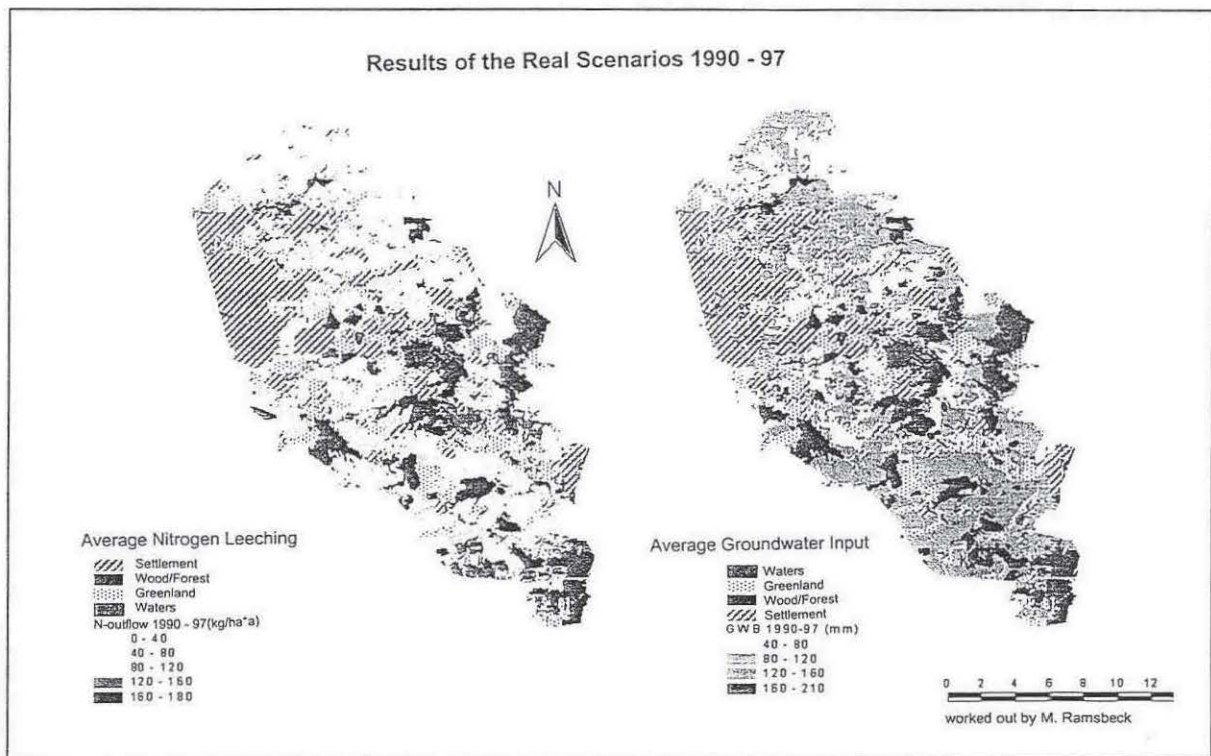 Results of the Real Scenarios 1990 - 97
N
Average Nitrogen Leeching
Settlement
Wood/Forest
Greenland
Waters
N-outflow 1990 - 97(kg/ha*a)
0 - 40
40 - 80
80 - 120
120 - 160
160 - 180
Average Groundwater Input
Waters
Greenland
Wood/Forest
Settlement
GWB 1990-97 (mm)
40 - 80
80 - 120
120 - 160
160 - 210
0 2 4 6 8 10 12
worked out by M. Ramsbeck